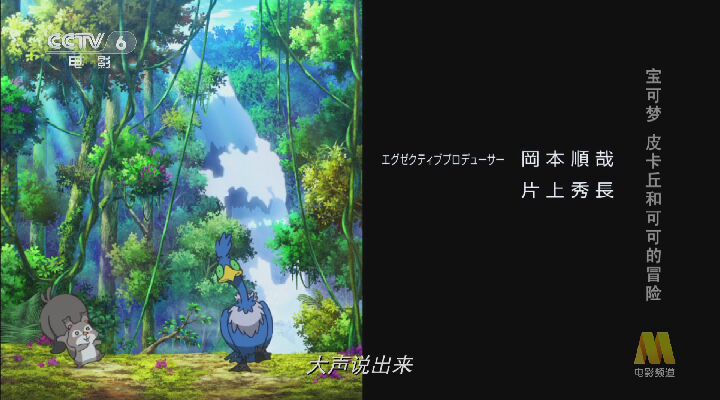 CCTV 6
电影
エグゼクティブプロデューサー 岡本順哉
片上秀長
宝可梦 皮卡丘和可可的冒险
大声说出来
电影频道